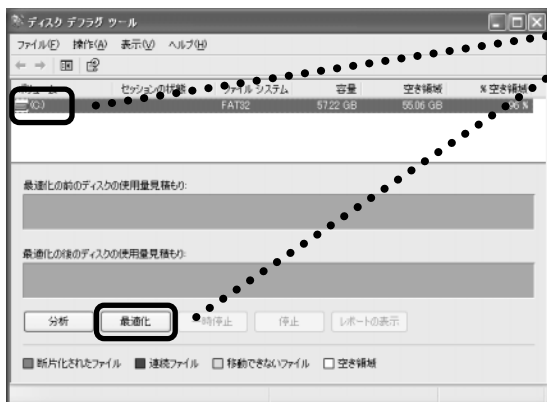 ディスク デフラグ ツール
ファイル(F) 操作(A) 表示(V) ヘルプ(H)
ボリューム セッションの状態 ファイル システム 容量 空き領域 % 空き領域
(C:) FAT32 57.22 GB 55.06 GB 96 %
最適化の前のディスクの使用量見積もり:
最適化の後のディスクの使用量見積もり:
分析 最適化 一時停止 停止 レポートの表示
断片化されたファイル 連続ファイル 移動できないファイル 空き領域